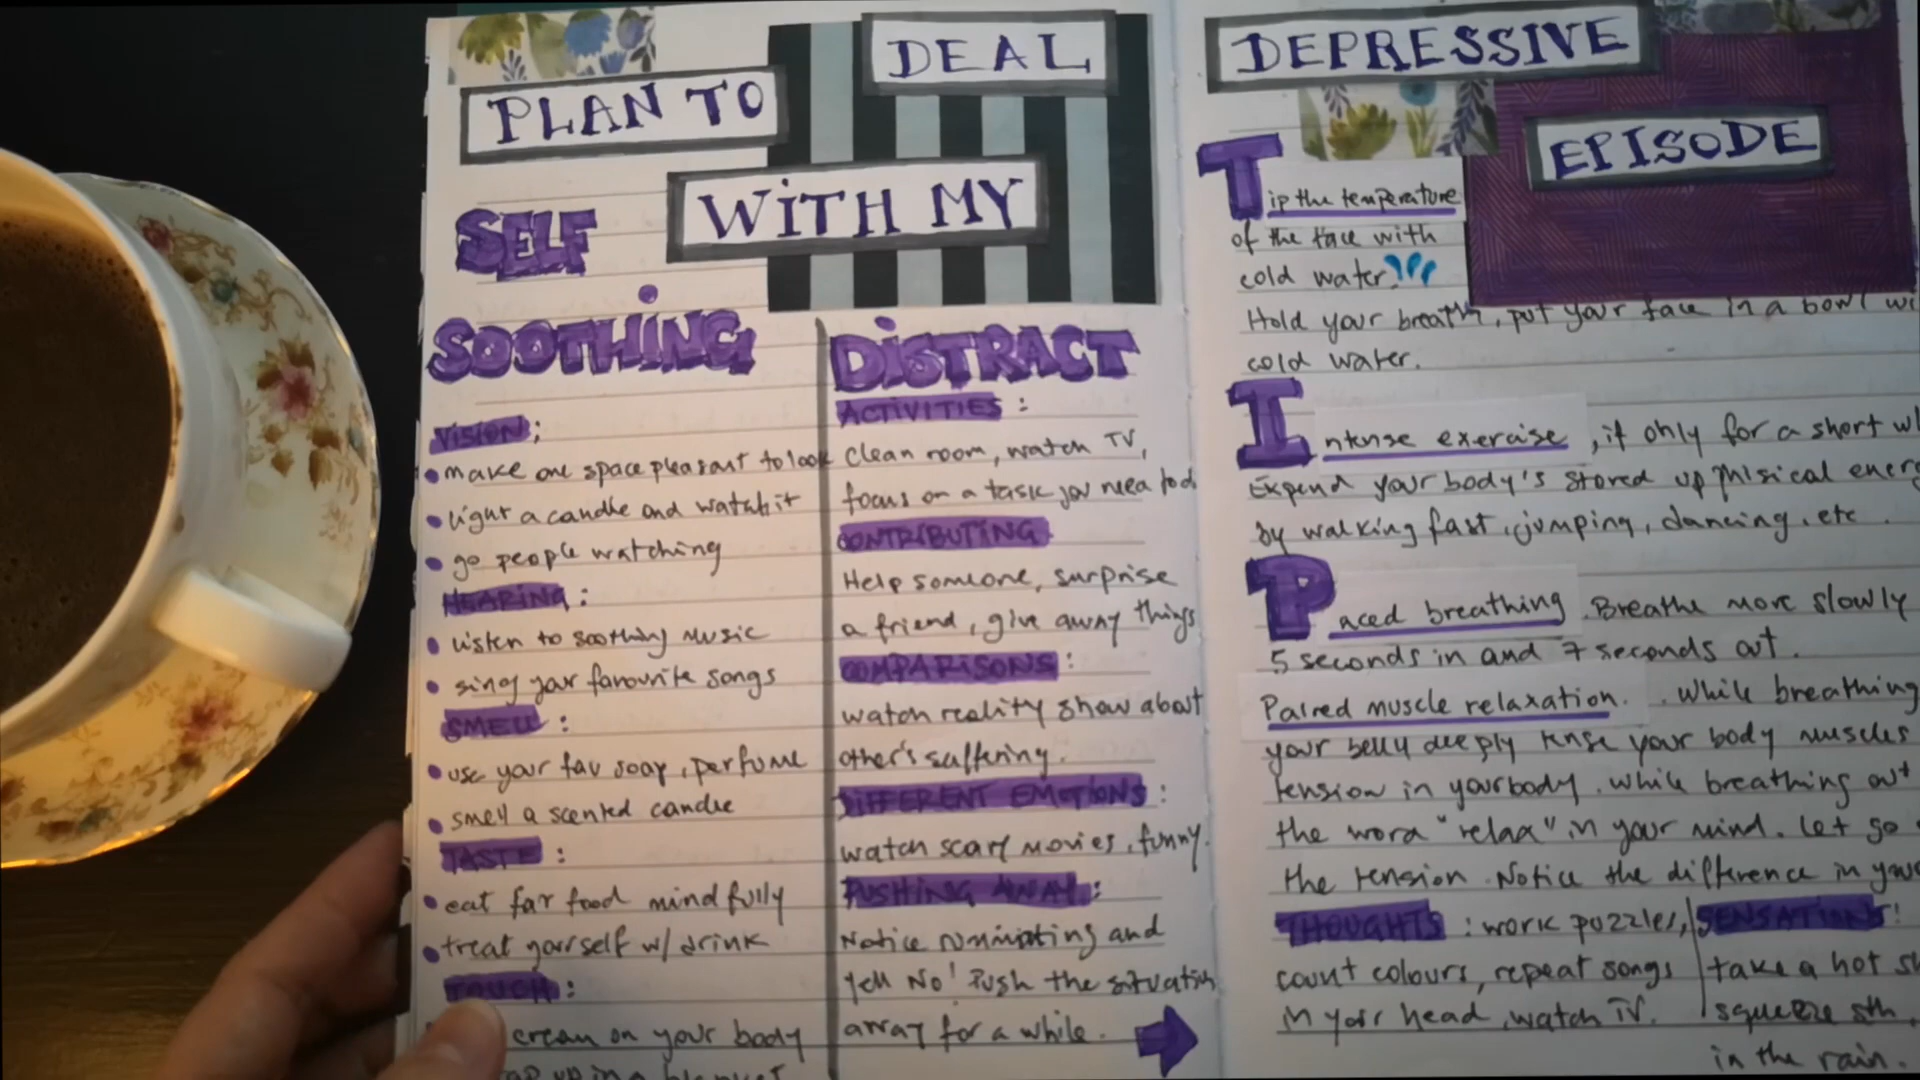 PLAN TO
DEAL
WITH MY
DEPRESSIVE
EPISODE
SELF
SOOTHING
VISION;
• make one space pleasant to look
• light a candle and watch it
• go people watching
HEARING:
• listen to soothing music
• sing your favourite songs
SMELL:
• use your fav soap, perfume
• smell a scented candle
TASTE:
• eat fav food mindfully
• treat yourself w/ drink
TOUCH:
cream on your body
up in a blanket
DISTRACT
ACTIVITIES:
clean room, watch TV,
focus on a task you need to d
CONTRIBUTING
Help someone, surprise
a friend, give away things
COMPARISONS:
watch reality show about
other's suffering.
DIFFERENT EMOTIONS:
watch scary movies, funny.
PUSHING AWAY:
Notice ruminating and
yell No! Push the situation
away for a while.
Tip the temperature
of the face with
cold water.
Hold your breath, put your face in a bowl wi
cold water.
Intense exercise, if only for a short wh
Expend your body's stored up phisical energ
by walking fast, jumping, dancing, etc.
Paced breathing. Breathe more slowly
5 seconds in and 7 seconds out.
Paired muscle relaxation. While breathing
your belly deeply tense your body muscles
tension in your body. While breathing out
the word "relax" in your mind. Let go
the tension. Notice the difference in your
THOUGHTS: work puzzles,
count colours, repeat songs
in your head, watch TV.
SENSATIONS:
take a hot sh
squeeze sth,
in the rain.